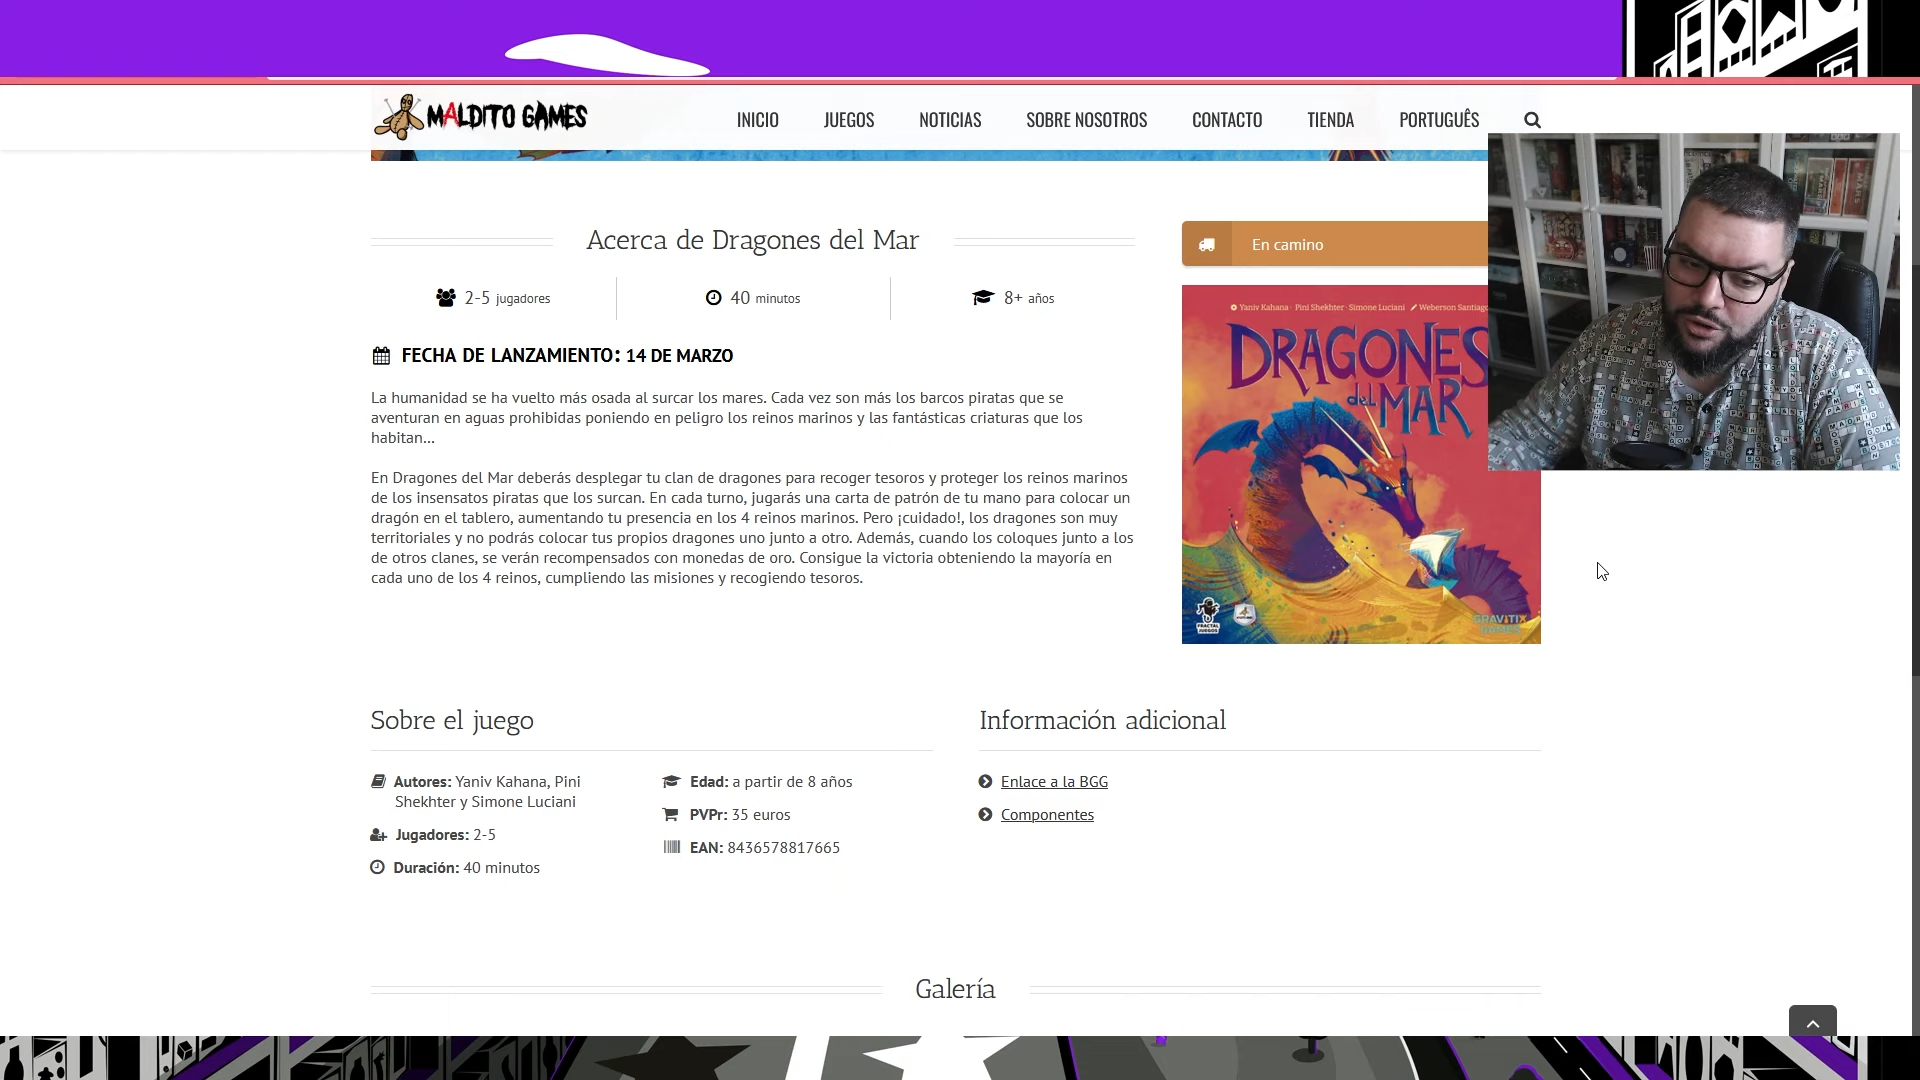 MALDITO GAMES
INICIO
JUEGOS
NOTICIAS
SOBRE NOSOTROS
CONTACTO
TIENDA
PORTUGUÊS
Acerca de Dragones del Mar
2-5 jugadores
40 minutos
8+ años
FECHA DE LANZAMIENTO: 14 DE MARZO
La humanidad se ha vuelto más osada al surcar los mares. Cada vez son más los barcos piratas que se
aventuran en aguas prohibidas poniendo en peligro los reinos marinos y las fantásticas criaturas que los
habitan...
En Dragones del Mar deberás desplegar tu clan de dragones para recoger tesoros y proteger los reinos marinos
de los insensatos piratas que los surcan. En cada turno, jugarás una carta de patrón de tu mano para colocar un
dragón en el tablero, aumentando tu presencia en los 4 reinos marinos. Pero ¡cuidado!, los dragones son muy
territoriales y no podrás colocar tus propios dragones uno junto a otro. Además, cuando los coloques junto a los
de otros clanes, se verán recompensados con monedas de oro. Consigue la victoria obteniendo la mayoría en
cada uno de los 4 reinos, cumpliendo las misiones y recogiendo tesoros.
En camino
Yaniv Kahana · Pini Shekhter · Simone Luciani Weberson Santiago
DRAGONES
del MAR
FRACTAL
JUEGOS
GRAVITIX
GAMES
Sobre el juego
Autores: Yaniv Kahana, Pini
Shekhter y Simone Luciani
Jugadores: 2-5
Duración: 40 minutos
Edad: a partir de 8 años
PVPr: 35 euros
EAN: 8436578817665
Información adicional
Enlace a la BGG
Componentes
Galería